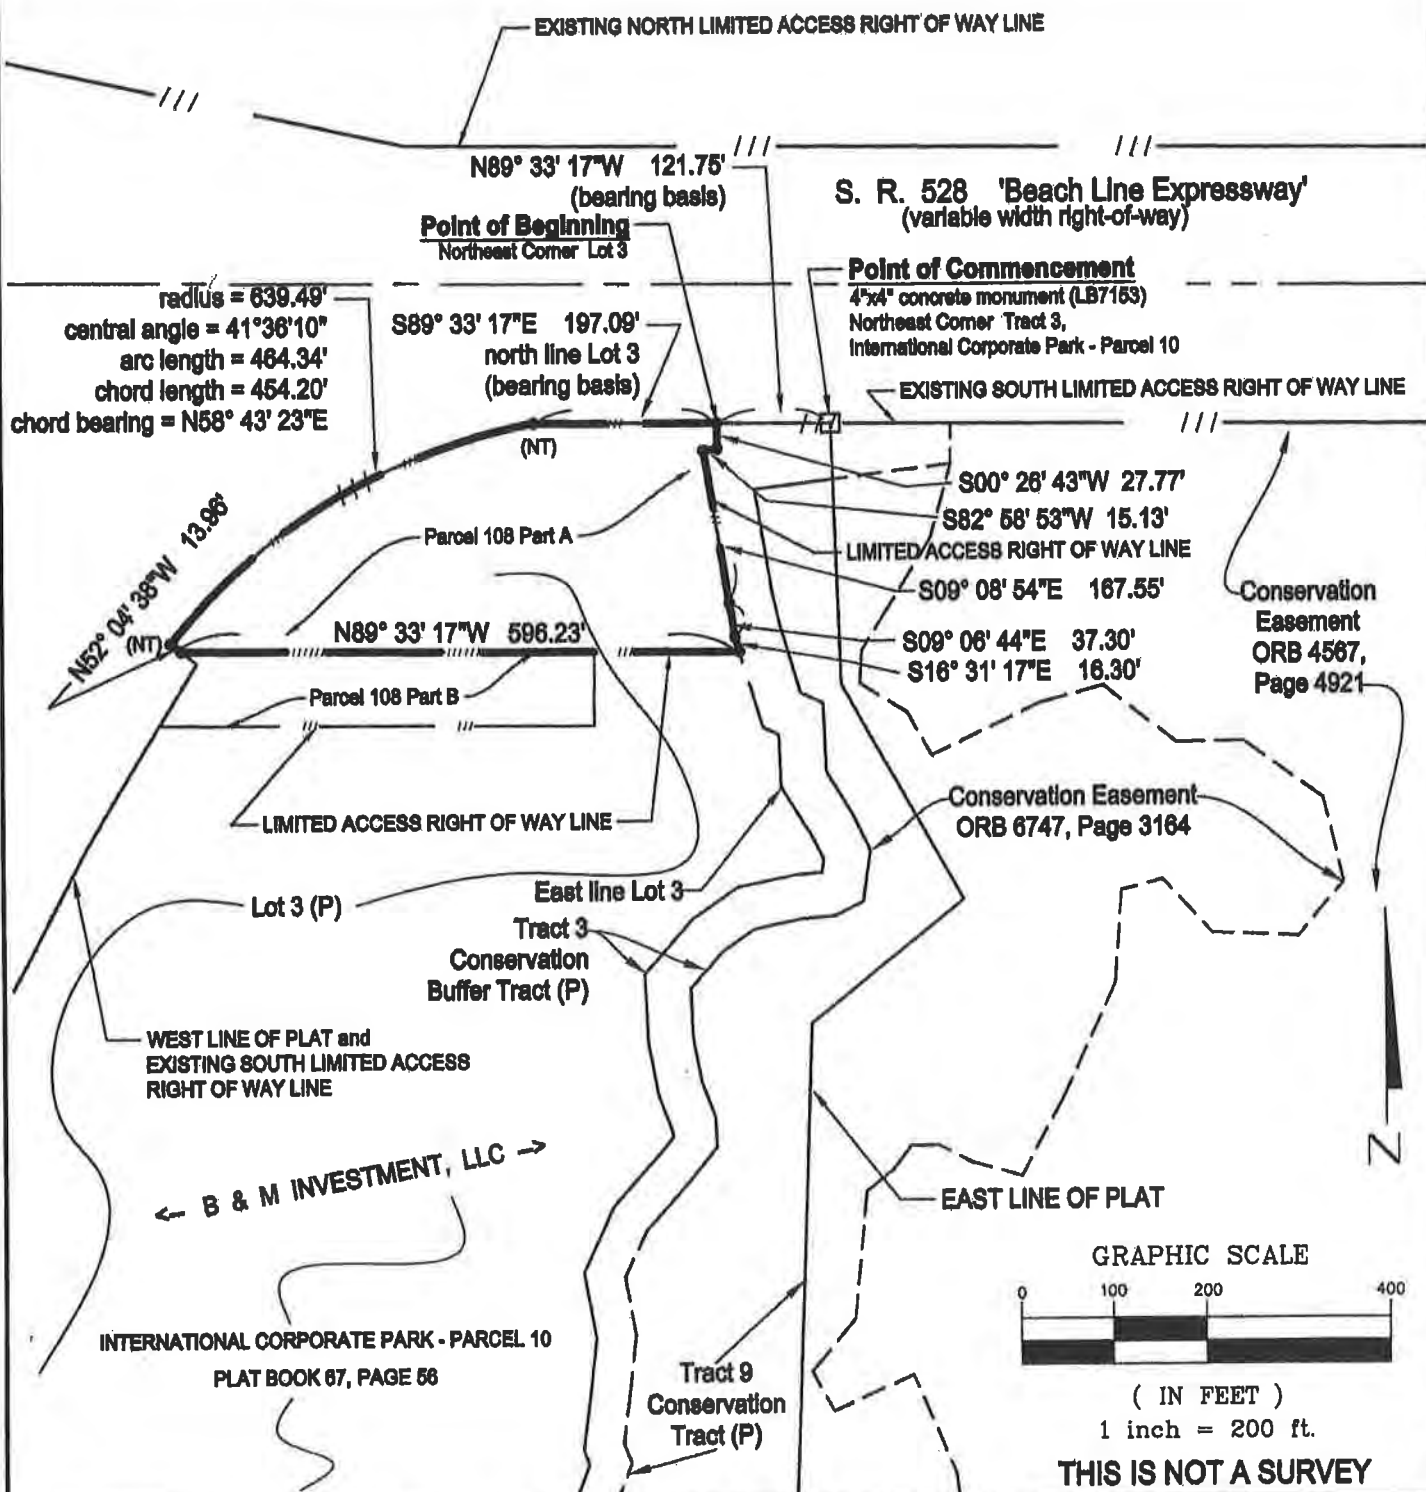 EXISTING NORTH LIMITED ACCESS RIGHT OF WAY LINE
N89° 33' 17"W 121.75'
(bearing basis)
S. R. 528 'Beach Line Expressway'
(variable width right-of-way)
Point of Beginning
Northeast Corner Lot 3
Point of Commencement
4"x4" concrete monument (LB7153)
Northeast Corner Tract 3,
International Corporate Park - Parcel 10
radius = 639.49'
central angle = 41°36'10"
arc length = 464.34'
chord length = 454.20'
chord bearing = N58° 43' 23"E
S89° 33' 17"E 197.09'
north line Lot 3
(bearing basis)
EXISTING SOUTH LIMITED ACCESS RIGHT OF WAY LINE
(NT)
S00° 26' 43"W 27.77'
S82° 58' 53"W 15.13'
LIMITED ACCESS RIGHT OF WAY LINE
S09° 08' 54"E 167.55'
S09° 06' 44"E 37.30'
S16° 31' 17"E 16.30'
Parcel 108 Part A
N52° 04' 38"W 13.96'
(NT)
N89° 33' 17"W 596.23'
Parcel 108 Part B
Conservation
Easement
ORB 4567,
Page 4921
LIMITED ACCESS RIGHT OF WAY LINE
Conservation Easement
ORB 6747, Page 3164
Lot 3 (P)
East line Lot 3
Tract 3
Conservation
Buffer Tract (P)
WEST LINE OF PLAT and
EXISTING SOUTH LIMITED ACCESS
RIGHT OF WAY LINE
B & M INVESTMENT, LLC
N
EAST LINE OF PLAT
GRAPHIC SCALE
0 100 200 400
( IN FEET )
1 inch = 200 ft.
INTERNATIONAL CORPORATE PARK - PARCEL 10
PLAT BOOK 67, PAGE 56
Tract 9
Conservation
Tract (P)
THIS IS NOT A SURVEY